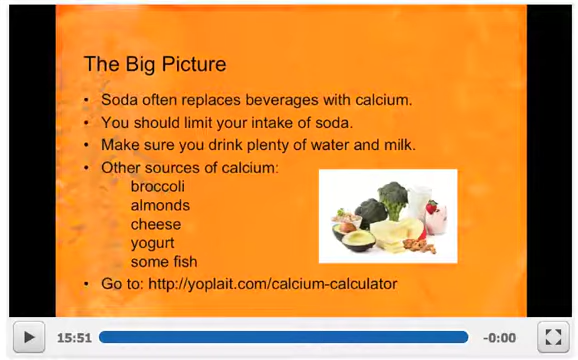 The Big Picture
• Soda often replaces beverages with calcium.
• You should limit your intake of soda.
• Make sure you drink plenty of water and milk.
• Other sources of calcium:
broccoli
almonds
cheese
yogurt
some fish
• Go to: http://yoplait.com/calcium-calculator
15:51 -0:00